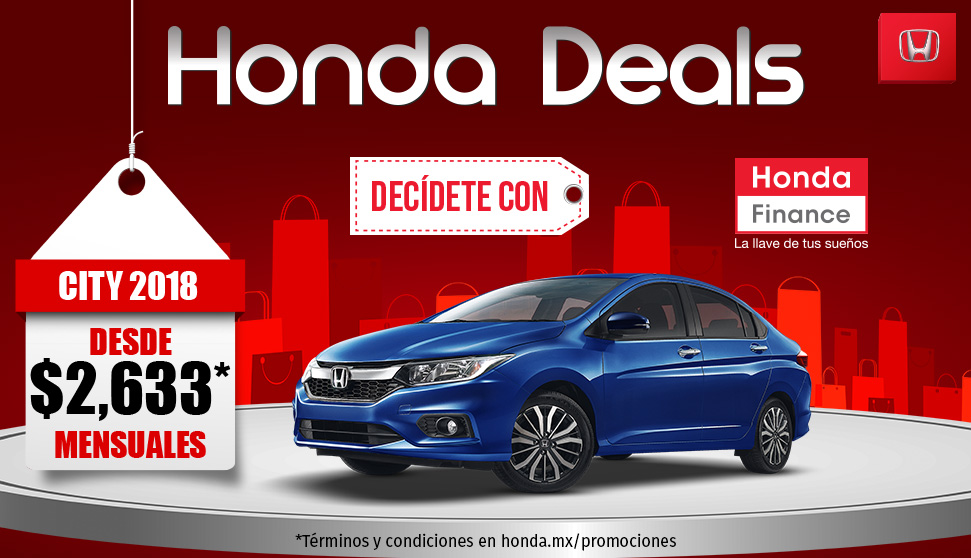 Honda Deals
DECÍDETE CON
Honda
Finance
La llave de tus sueños
CITY 2018
DESDE
$2,633*
MENSUALES
*Términos y condiciones en honda.mx/promociones